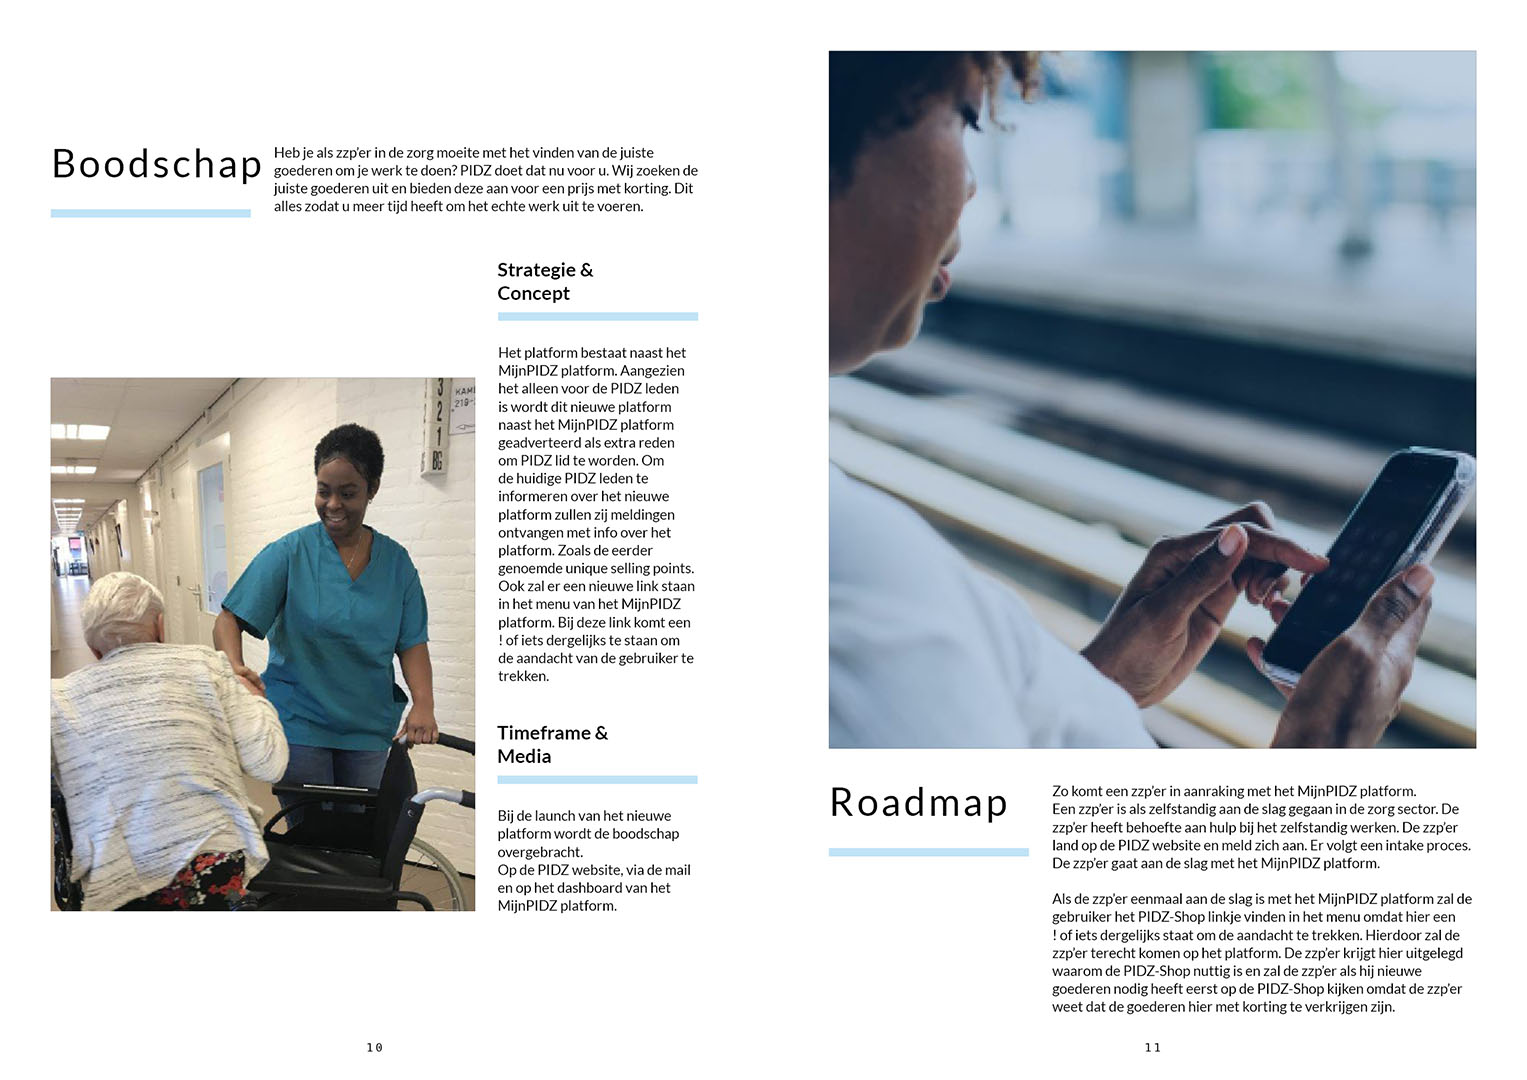 Boodschap
Heb je als zzp'er in de zorg moeite met het vinden van de juiste
goederen om je werk te doen? PIDZ doet dat nu voor u. Wij zoeken de
juiste goederen uit en bieden deze aan voor een prijs met korting. Dit
alles zodat u meer tijd heeft om het echte werk uit te voeren.
Strategie &
Concept
Het platform bestaat naast het
MijnPIDZ platform. Aangezien
het alleen voor de PIDZ leden
is wordt dit nieuwe platform
naast het MijnPIDZ platform
geadverteerd als extra reden
om PIDZ lid te worden. Om
de huidige PIDZ leden te
informeren over het nieuwe
platform zullen zij meldingen
ontvangen met info over het
platform. Zoals de eerder
genoemde unique selling points.
Ook zal er een nieuwe link staan
in het menu van het MijnPIDZ
platform. Bij deze link komt een
! of iets dergelijks te staan om
de aandacht van de gebruiker te
trekken.
3
2
1
BG
KAM
219-
Timeframe &
Media
Bij de launch van het nieuwe
platform wordt de boodschap
overgebracht.
Op de PIDZ website, via de mail
en op het dashboard van het
MijnPIDZ platform.
10
Roadmap
Zo komt een zzp'er in aanraking met het MijnPIDZ platform.
Een zzp'er is als zelfstandig aan de slag gegaan in de zorg sector. De
zzp'er heeft behoefte aan hulp bij het zelfstandig werken. De zzp'er
land op de PIDZ website en meld zich aan. Er volgt een intake proces.
De zzp'er gaat aan de slag met het MijnPIDZ platform.
Als de zzp'er eenmaal aan de slag is met het MijnPIDZ platform zal de
gebruiker het PIDZ-Shop linkje vinden in het menu omdat hier een
! of iets dergelijks staat om de aandacht te trekken. Hierdoor zal de
zzp'er terecht komen op het platform. De zzp'er krijgt hier uitgelegd
waarom de PIDZ-Shop nuttig is en zal de zzp'er als hij nieuwe
goederen nodig heeft eerst op de PIDZ-Shop kijken omdat de zzp'er
weet dat de goederen hier met korting te verkrijgen zijn.
11